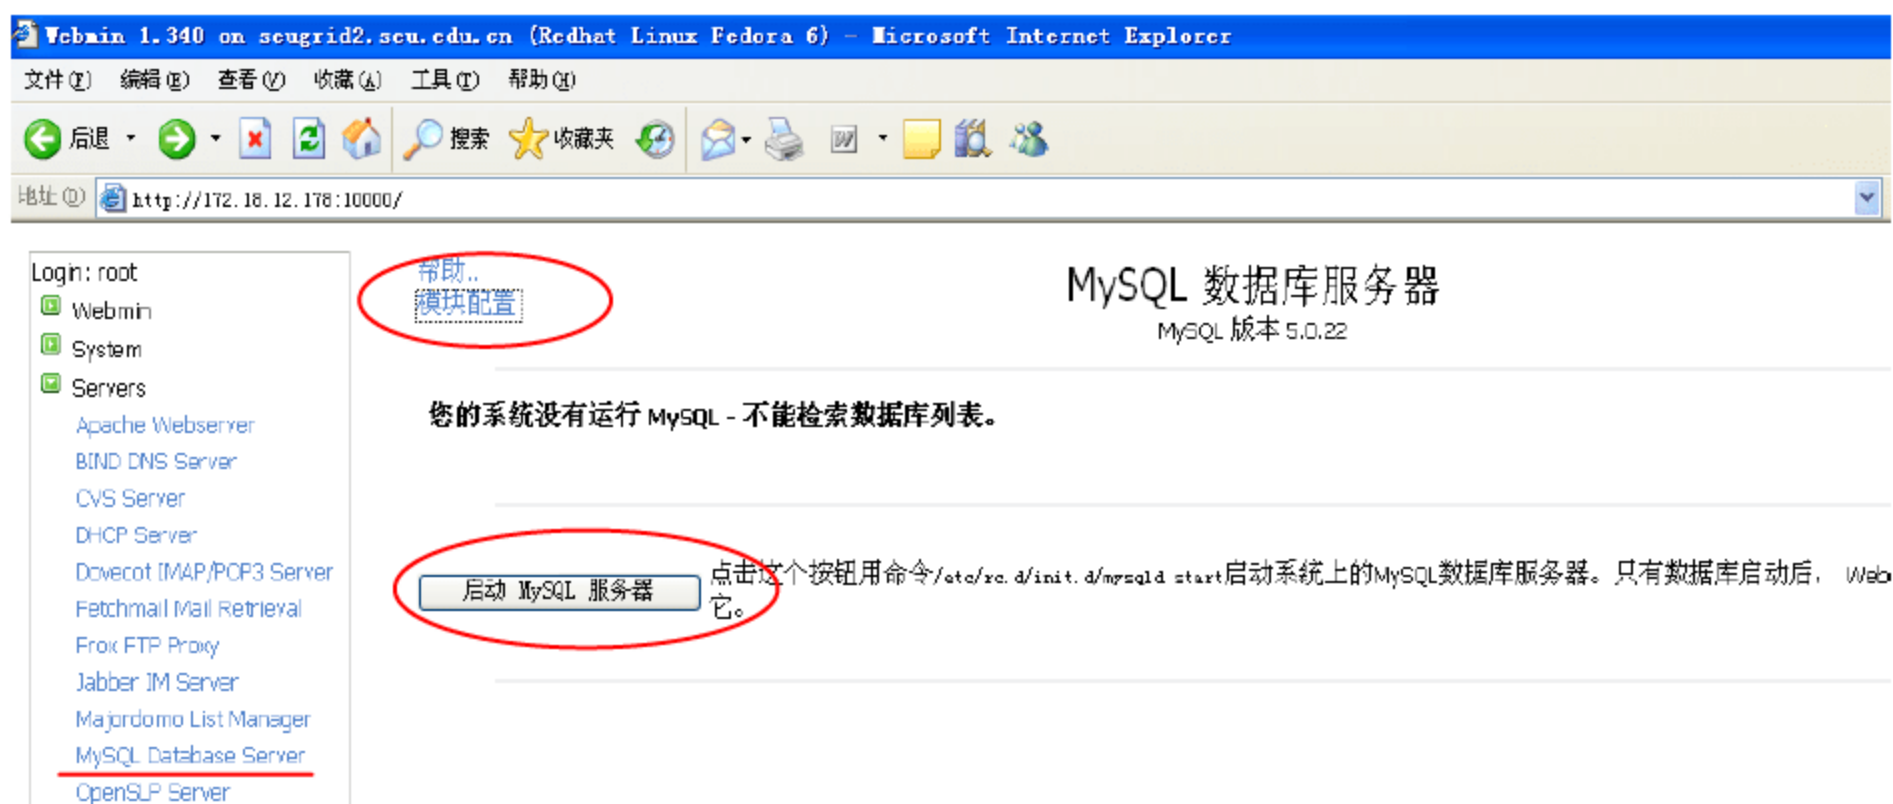 Webmin 1.340 on scugrid2.scu.edu.cn (Redhat Linux Fedora 6) - Microsoft Internet Explorer
文件(F) 编辑(E) 查看(V) 收藏(A) 工具(T) 帮助(H)
后退 搜索 收藏夹
地址(D) http://172.18.12.178:10000/
Login: root
Webmin
System
Servers
Apache Webserver
BIND DNS Server
CVS Server
DHCP Server
Dovecot IMAP/POP3 Server
Fetchmail Mail Retrieval
Frox FTP Proxy
Jabber IM Server
Majordomo List Manager
MySQL Database Server
OpenSLP Server
帮助..
模块配置
MySQL 数据库服务器
MySQL 版本 5.0.22
您的系统没有运行 MySQL - 不能检索数据库列表。
启动 MySQL 服务器
点击这个按钮用命令/etc/rc.d/init.d/mysqld start启动系统上的MySQL数据库服务器。只有数据库启动后，
它。